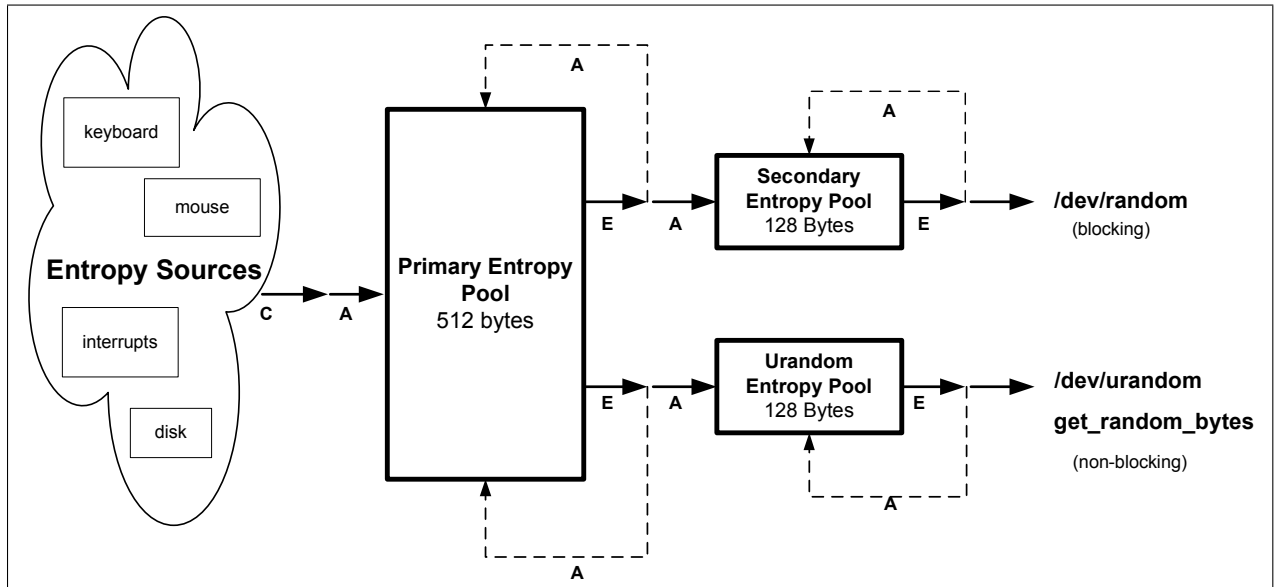 keyboard
mouse
Entropy Sources
interrupts
disk
C
A
Primary Entropy
Pool
512 bytes
A
E
A
Secondary
Entropy Pool
128 Bytes
A
E
/dev/random
(blocking)
E
A
A
Urandom
Entropy Pool
128 Bytes
E
A
/dev/urandom
get_random_bytes
(non-blocking)